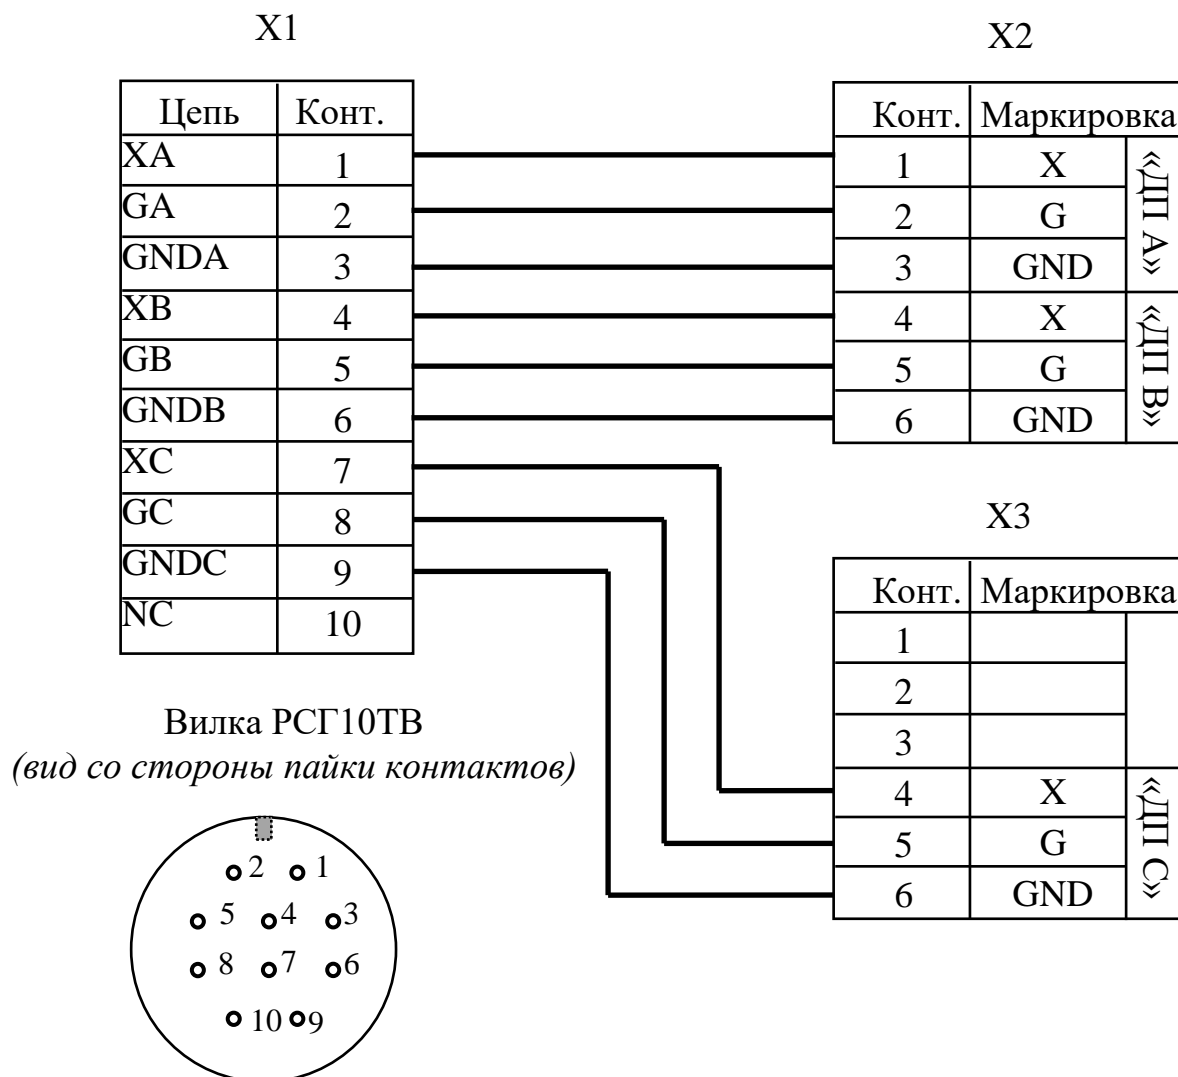 X1
Цепь Конт.
XA 1
GA 2
GNDA 3
XB 4
GB 5
GNDB 6
XC 7
GC 8
GNDC 9
NC 10
X2
Конт. Маркировка
1 X
2 G
3 GND
«ДП А»
4 X
5 G
6 GND
«ДП В»
X3
Конт. Маркировка
1
2
3
4 X
5 G
6 GND
«ДП С»
Вилка РСГ10ТВ
(вид со стороны пайки контактов)
2 1
5 4 3
8 7 6
10 9